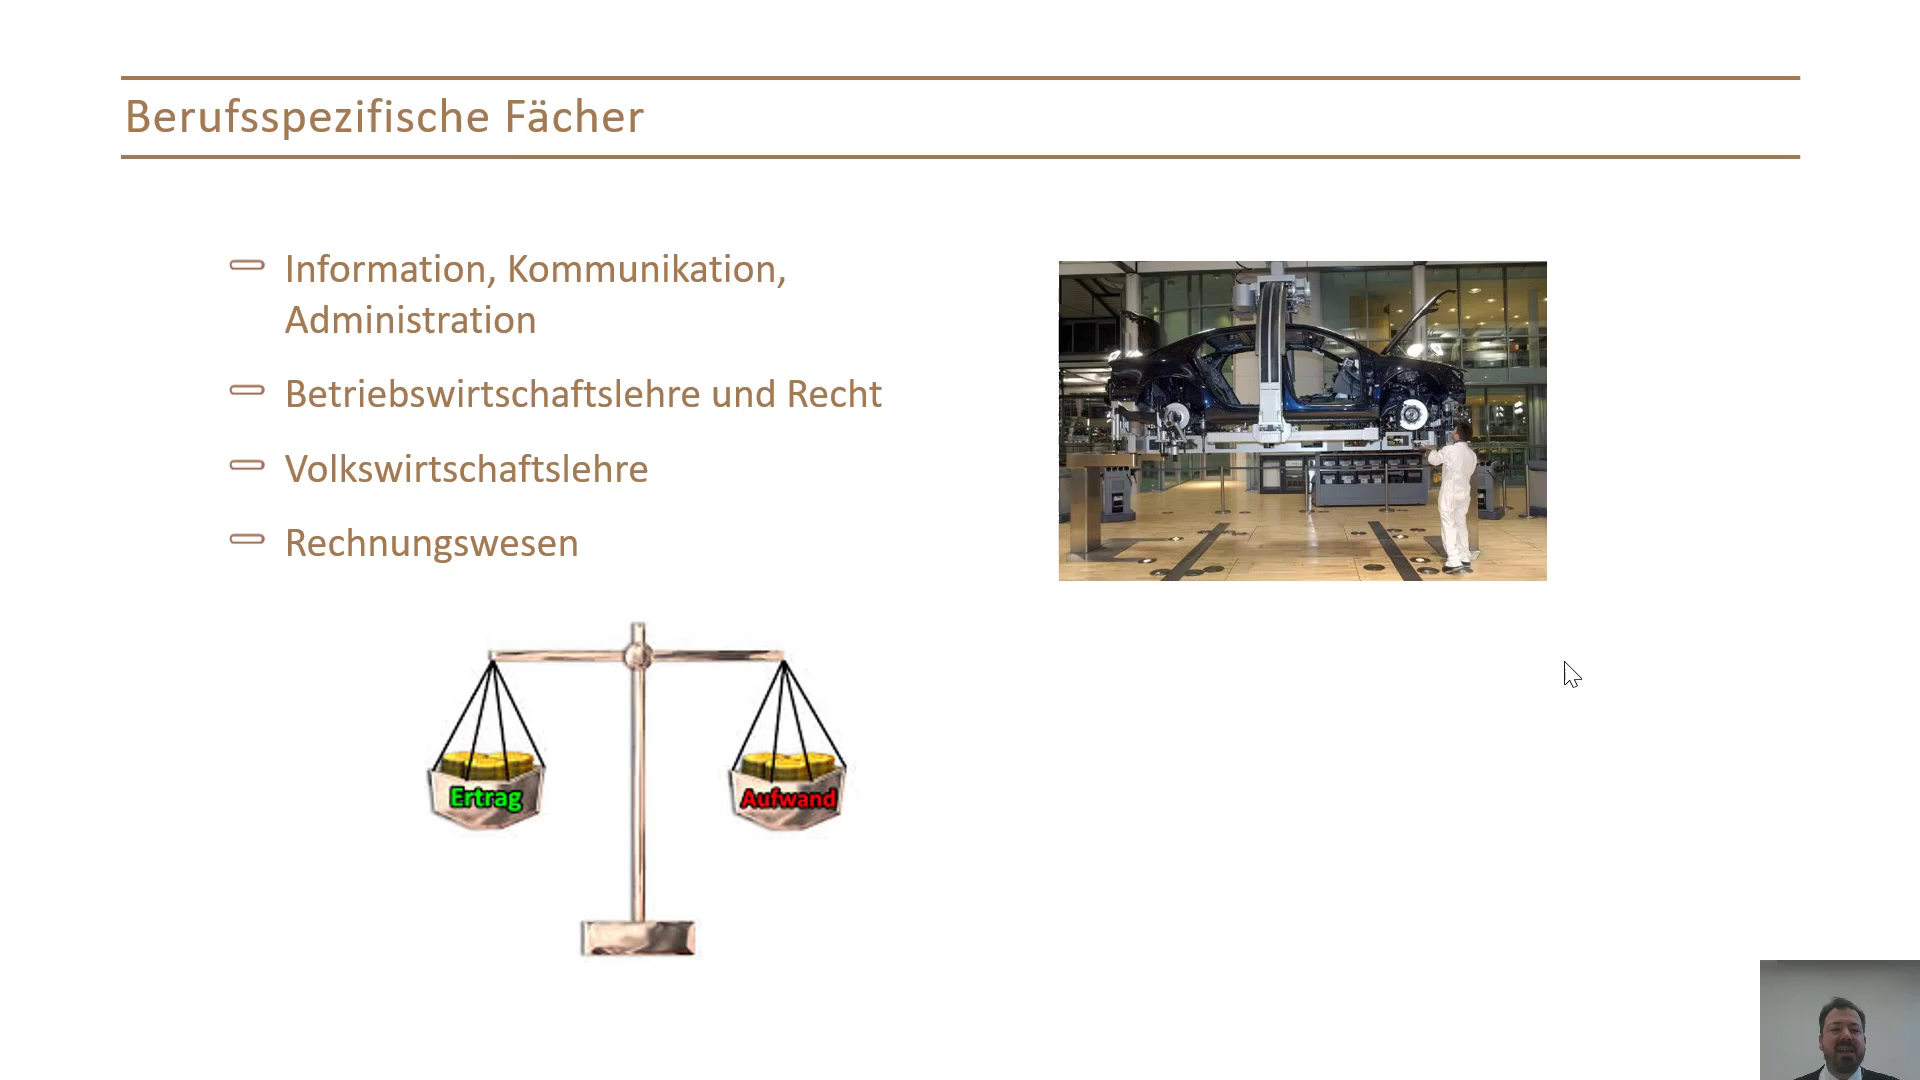 Berufsspezifische Fächer
Information, Kommunikation,
Administration
Betriebswirtschaftslehre und Recht
Volkswirtschaftslehre
Rechnungswesen
Ertrag
Aufwand